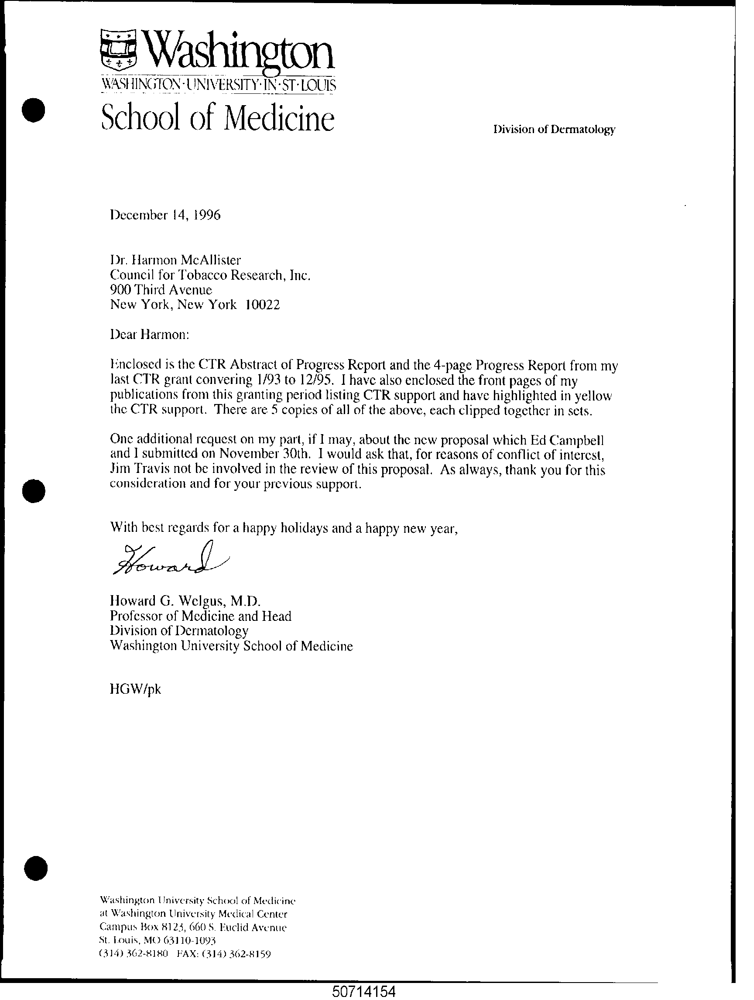 Washington
WASHINGTON·UNIVERSITY·IN·ST·LOUIS
School of Medicine
Division of Dermatology
December 14, 1996
Dr. Harmon McAllister
Council for Tobacco Research, Inc.
900 Third Avenue
New York, New York 10022
Dear Harmon:
Enclosed is the CTR Abstract of Progress Report and the 4-page Progress Report from my
last CTR grant convering 1/93 to 12/95. I have also enclosed the front pages of my
publications from this granting period listing CTR support and have highlighted in yellow
the CTR support. There are 5 copies of all of the above, each clipped together in sets.
One additional request on my part, if I may, about the new proposal which Ed Campbell
and I submitted on November 30th. I would ask that, for reasons of conflict of interest,
Jim Travis not be involved in the review of this proposal. As always, thank you for this
consideration and for your previous support.
With best regards for a happy holidays and a happy new year,
Howard
Howard G. Welgus, M.D.
Professor of Medicine and Head
Division of Dermatology
Washington University School of Medicine
HGW/pk
Washington University School of Medicine
at Washington University Medical Center
Campus Box 8123, 660 S. Euclid Avenue
St. Louis, MO 63110-1093
(314) 362-8180 FAX: (314) 362-8159
50714154